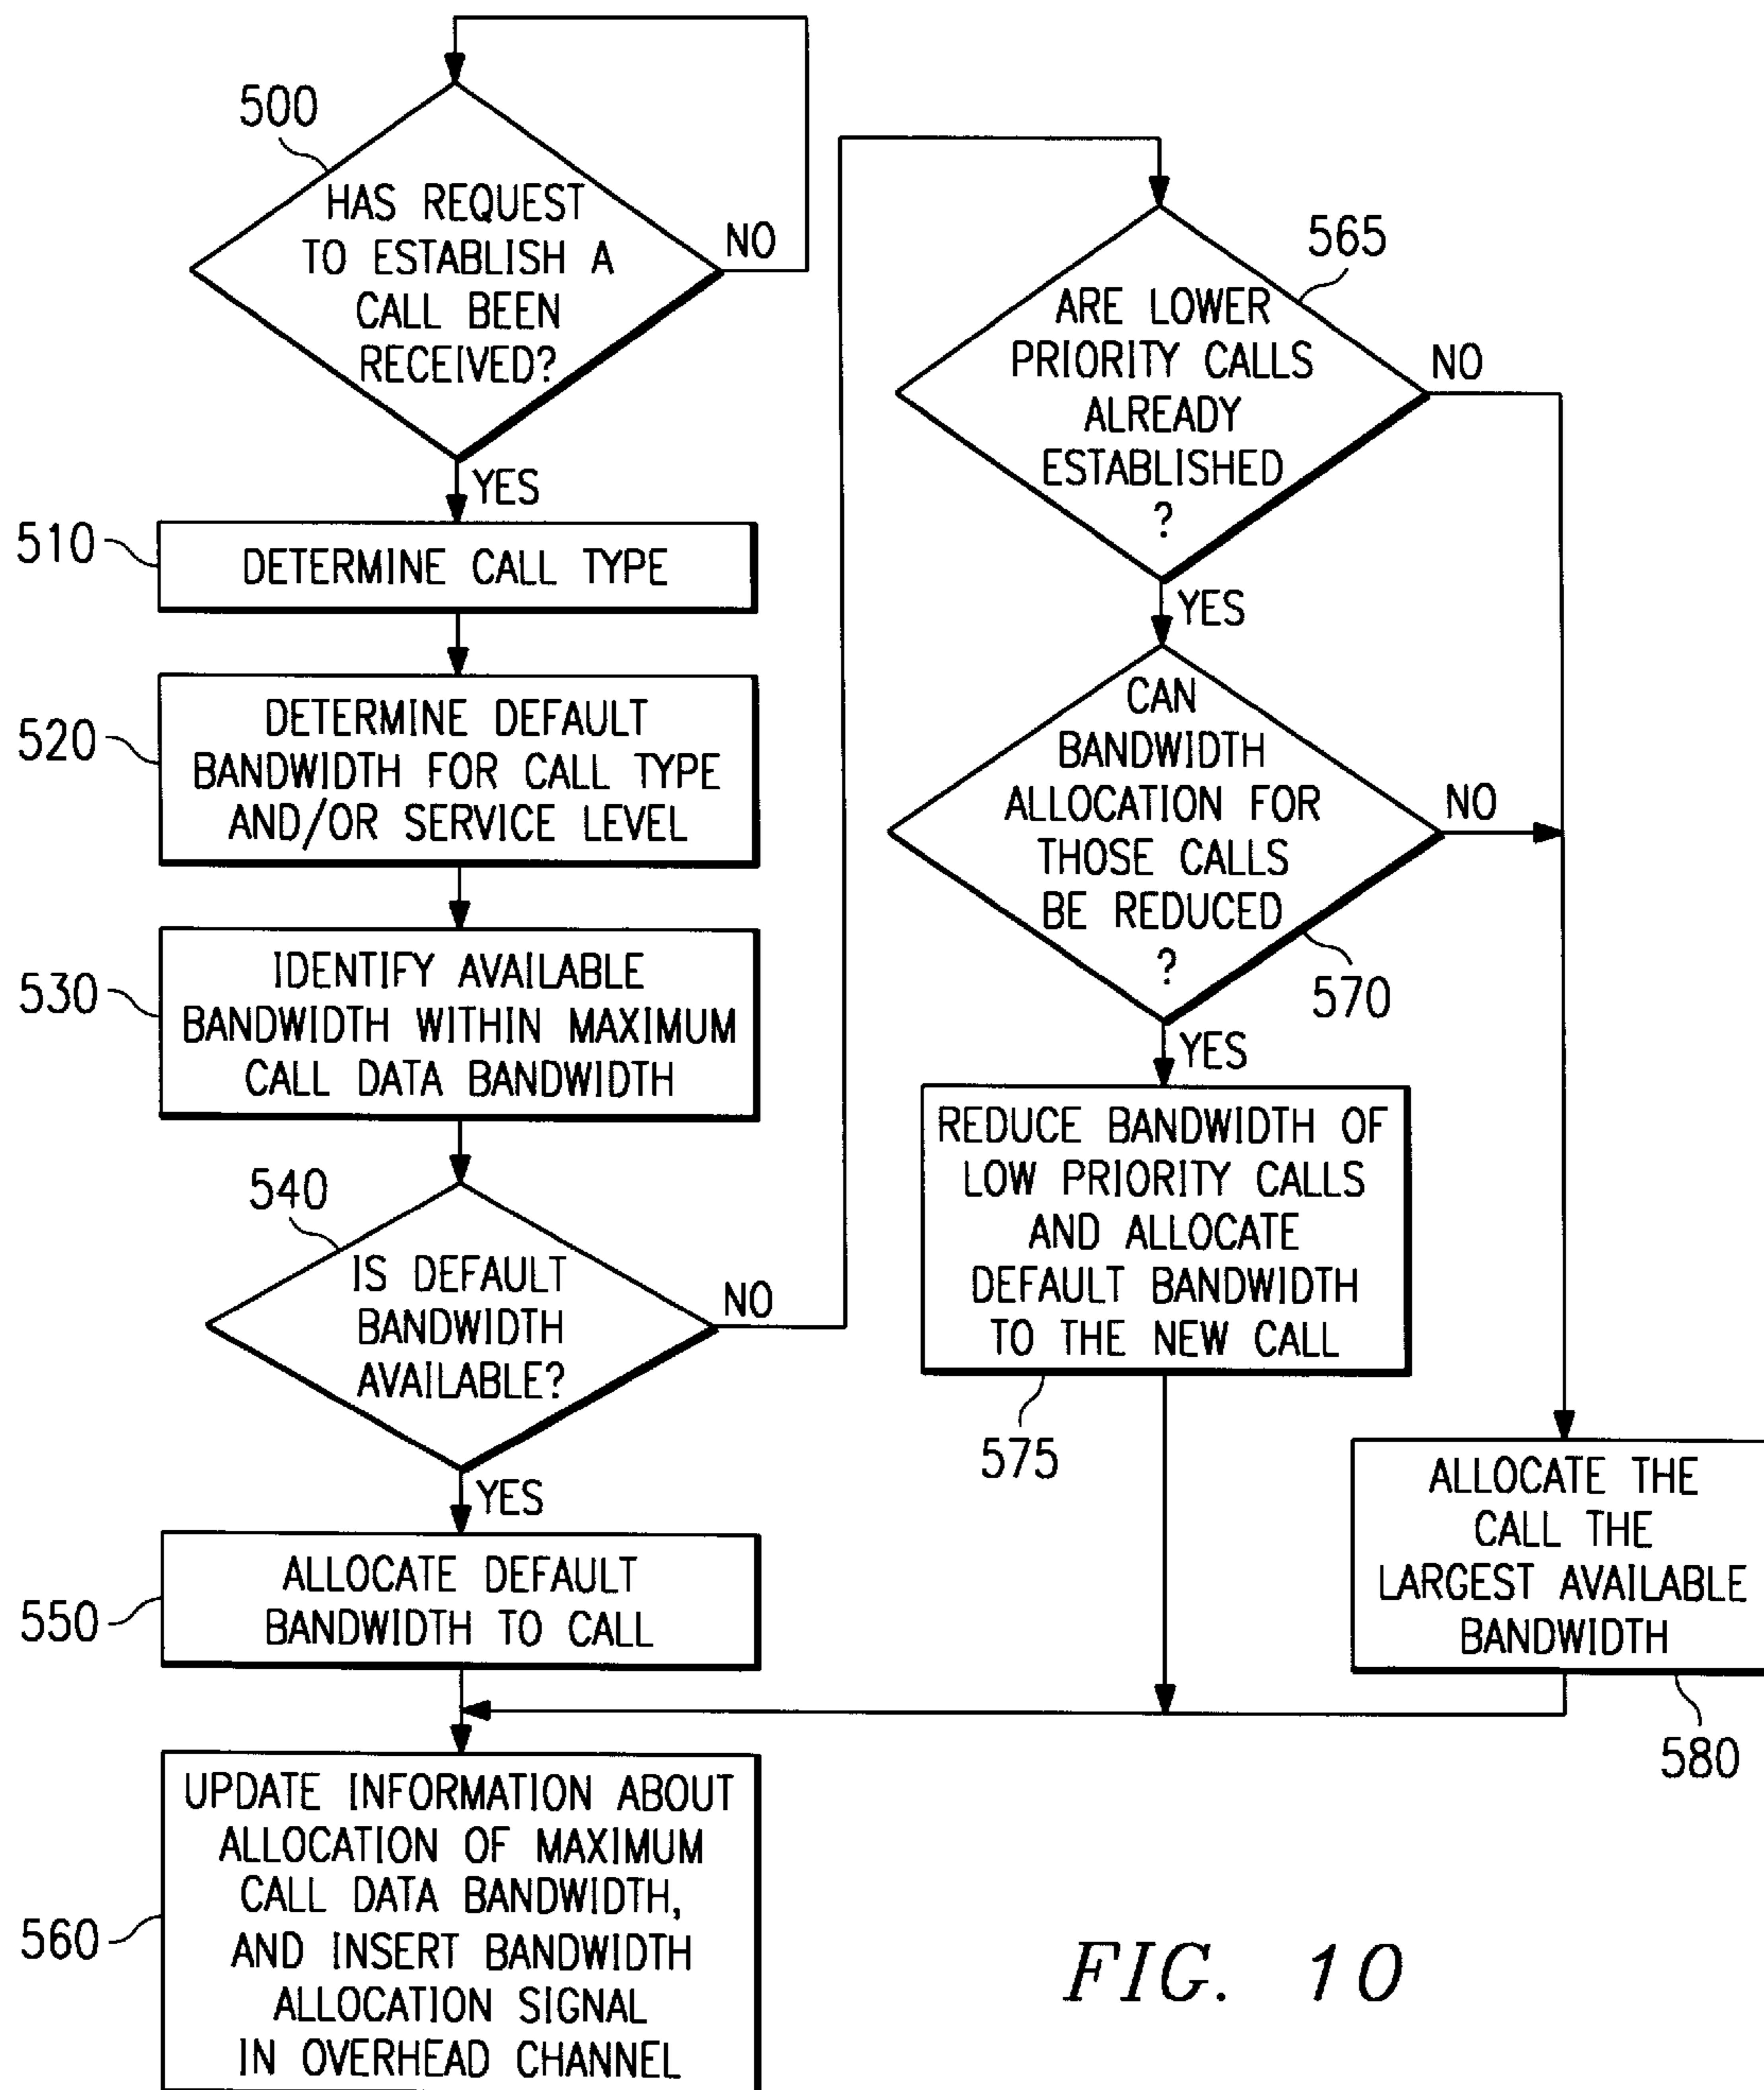 500
HAS REQUEST
TO ESTABLISH A
CALL BEEN
RECEIVED?
NO
YES
510
DETERMINE CALL TYPE
520
DETERMINE DEFAULT
BANDWIDTH FOR CALL TYPE
AND/OR SERVICE LEVEL
530
IDENTIFY AVAILABLE
BANDWIDTH WITHIN MAXIMUM
CALL DATA BANDWIDTH
540
IS DEFAULT
BANDWIDTH
AVAILABLE?
NO
YES
550
ALLOCATE DEFAULT
BANDWIDTH TO CALL
560
UPDATE INFORMATION ABOUT
ALLOCATION OF MAXIMUM
CALL DATA BANDWIDTH,
AND INSERT BANDWIDTH
ALLOCATION SIGNAL
IN OVERHEAD CHANNEL
565
ARE LOWER
PRIORITY CALLS
ALREADY
ESTABLISHED
?
NO
YES
CAN
BANDWIDTH
ALLOCATION FOR
THOSE CALLS
BE REDUCED
?
NO
570
YES
REDUCE BANDWIDTH OF
LOW PRIORITY CALLS
AND ALLOCATE
DEFAULT BANDWIDTH
TO THE NEW CALL
575
ALLOCATE THE
CALL THE
LARGEST AVAILABLE
BANDWIDTH
580
FIG. 10